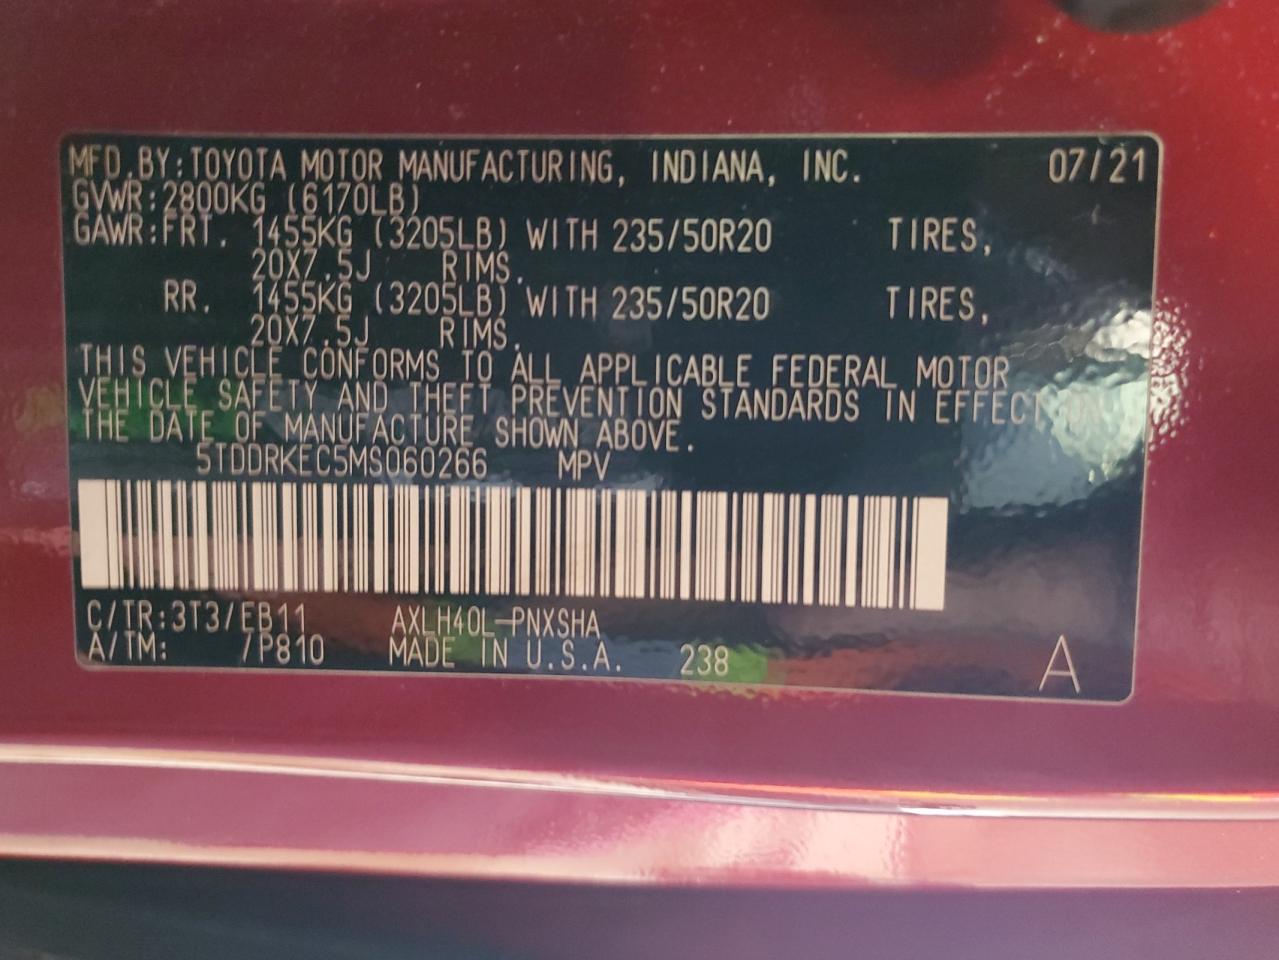 MFD.BY:TOYOTA MOTOR MANUFACTURING, INDIANA, INC. 07/21
GVWR:2800KG (6170LB)
GAWR:FRT. 1455KG (3205LB) WITH 235/50R20 TIRES,
20X7.5J RIMS.
RR. 1455KG (3205LB) WITH 235/50R20 TIRES,
20X7.5J RIMS.
THIS VEHICLE CONFORMS TO ALL APPLICABLE FEDERAL MOTOR
VEHICLE SAFETY AND THEFT PREVENTION STANDARDS IN EFFECT ON
THE DATE OF MANUFACTURE SHOWN ABOVE.
5TDDRKEC5MS060266 MPV
C/TR:3T3/EB11 AXLH40L-PNXSHA
A/TM: /P810 MADE IN U.S.A. 238 A